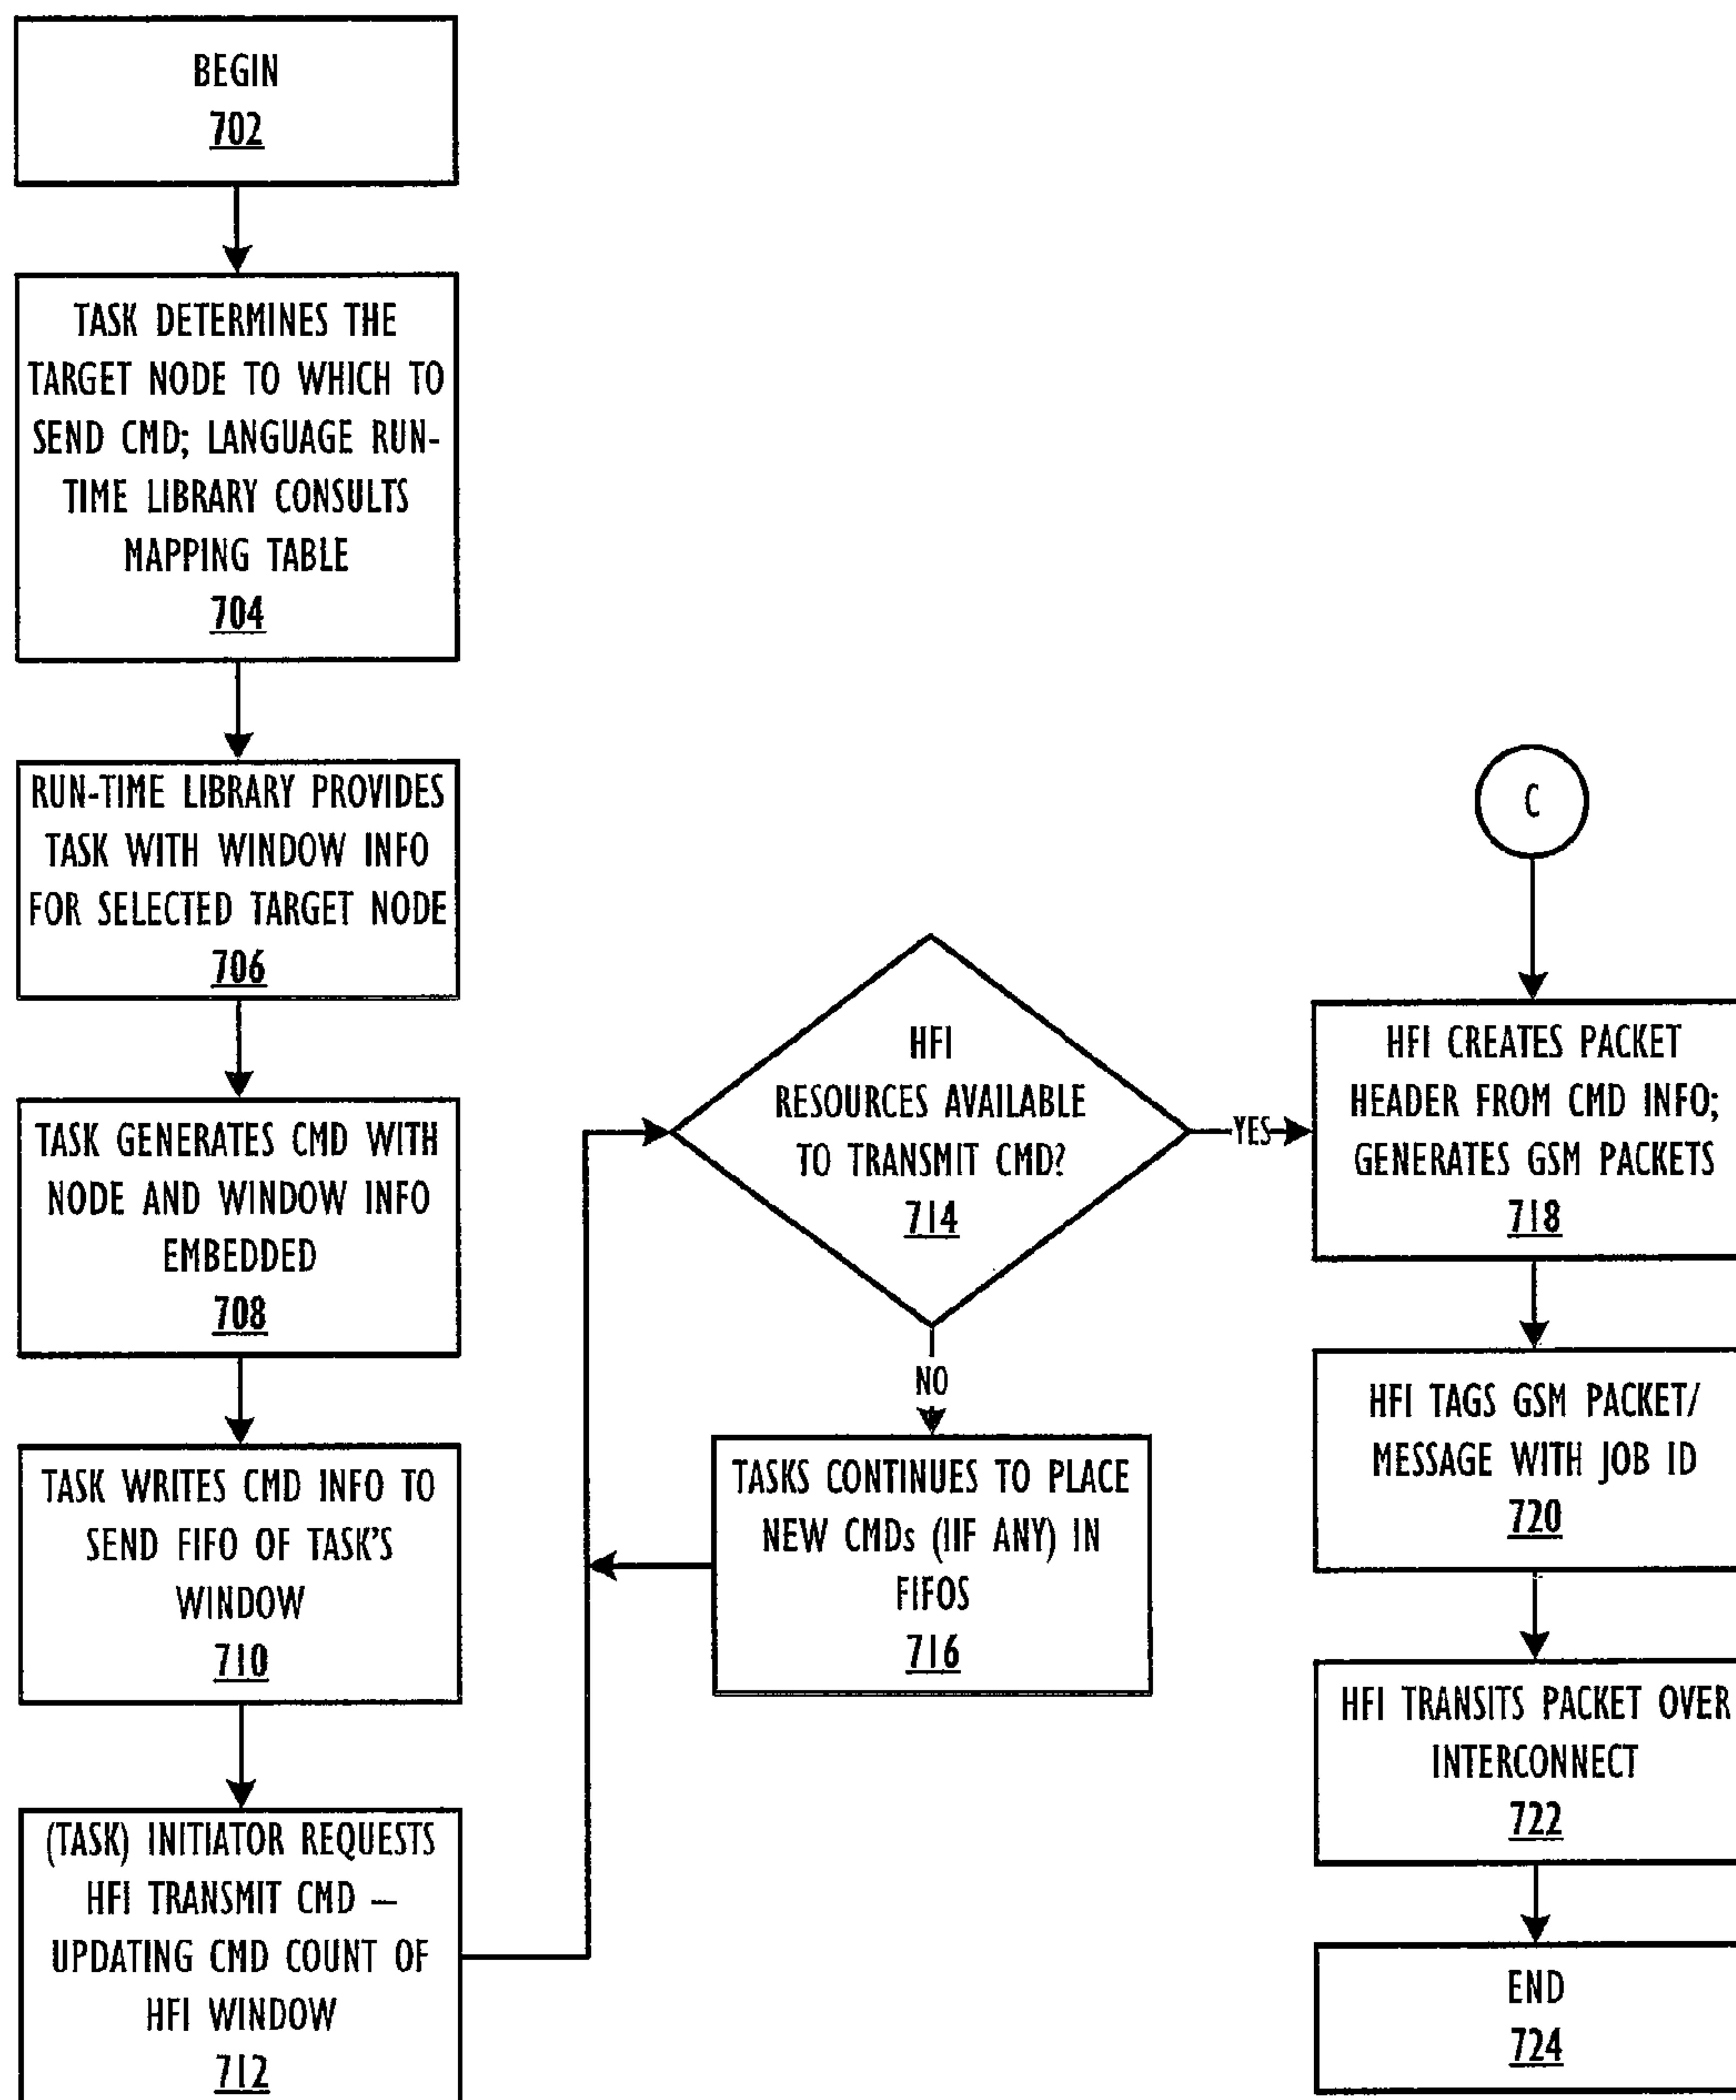 BEGIN
702
TASK DETERMINES THE
TARGET NODE TO WHICH TO
SEND CMD; LANGUAGE RUN-
TIME LIBRARY CONSULTS
MAPPING TABLE
704
RUN-TIME LIBRARY PROVIDES
TASK WITH WINDOW INFO
FOR SELECTED TARGET NODE
706
TASK GENERATES CMD WITH
NODE AND WINDOW INFO
EMBEDDED
708
TASK WRITES CMD INFO TO
SEND FIFO OF TASK'S
WINDOW
710
(TASK) INITIATOR REQUESTS
HFI TRANSMIT CMD –
UPDATING CMD COUNT OF
HFI WINDOW
712
HFI
RESOURCES AVAILABLE
TO TRANSMIT CMD?
714
YES
NO
TASKS CONTINUES TO PLACE
NEW CMDs (IIF ANY) IN
FIFOS
716
C
HFI CREATES PACKET
HEADER FROM CMD INFO;
GENERATES GSM PACKETS
718
HFI TAGS GSM PACKET/
MESSAGE WITH JOB ID
720
HFI TRANSITS PACKET OVER
INTERCONNECT
722
END
724